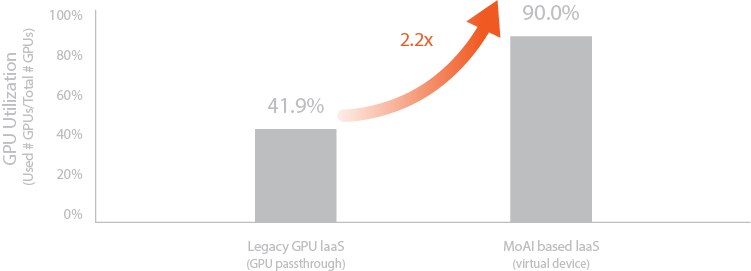 GPU Utilization
(Used # GPUs/Total # GPUs)
100%
80%
60%
40%
20%
0%
41.9%
2.2x
90.0%
Legacy GPU IaaS
(GPU passthrough)
MoAI based IaaS
(virtual device)